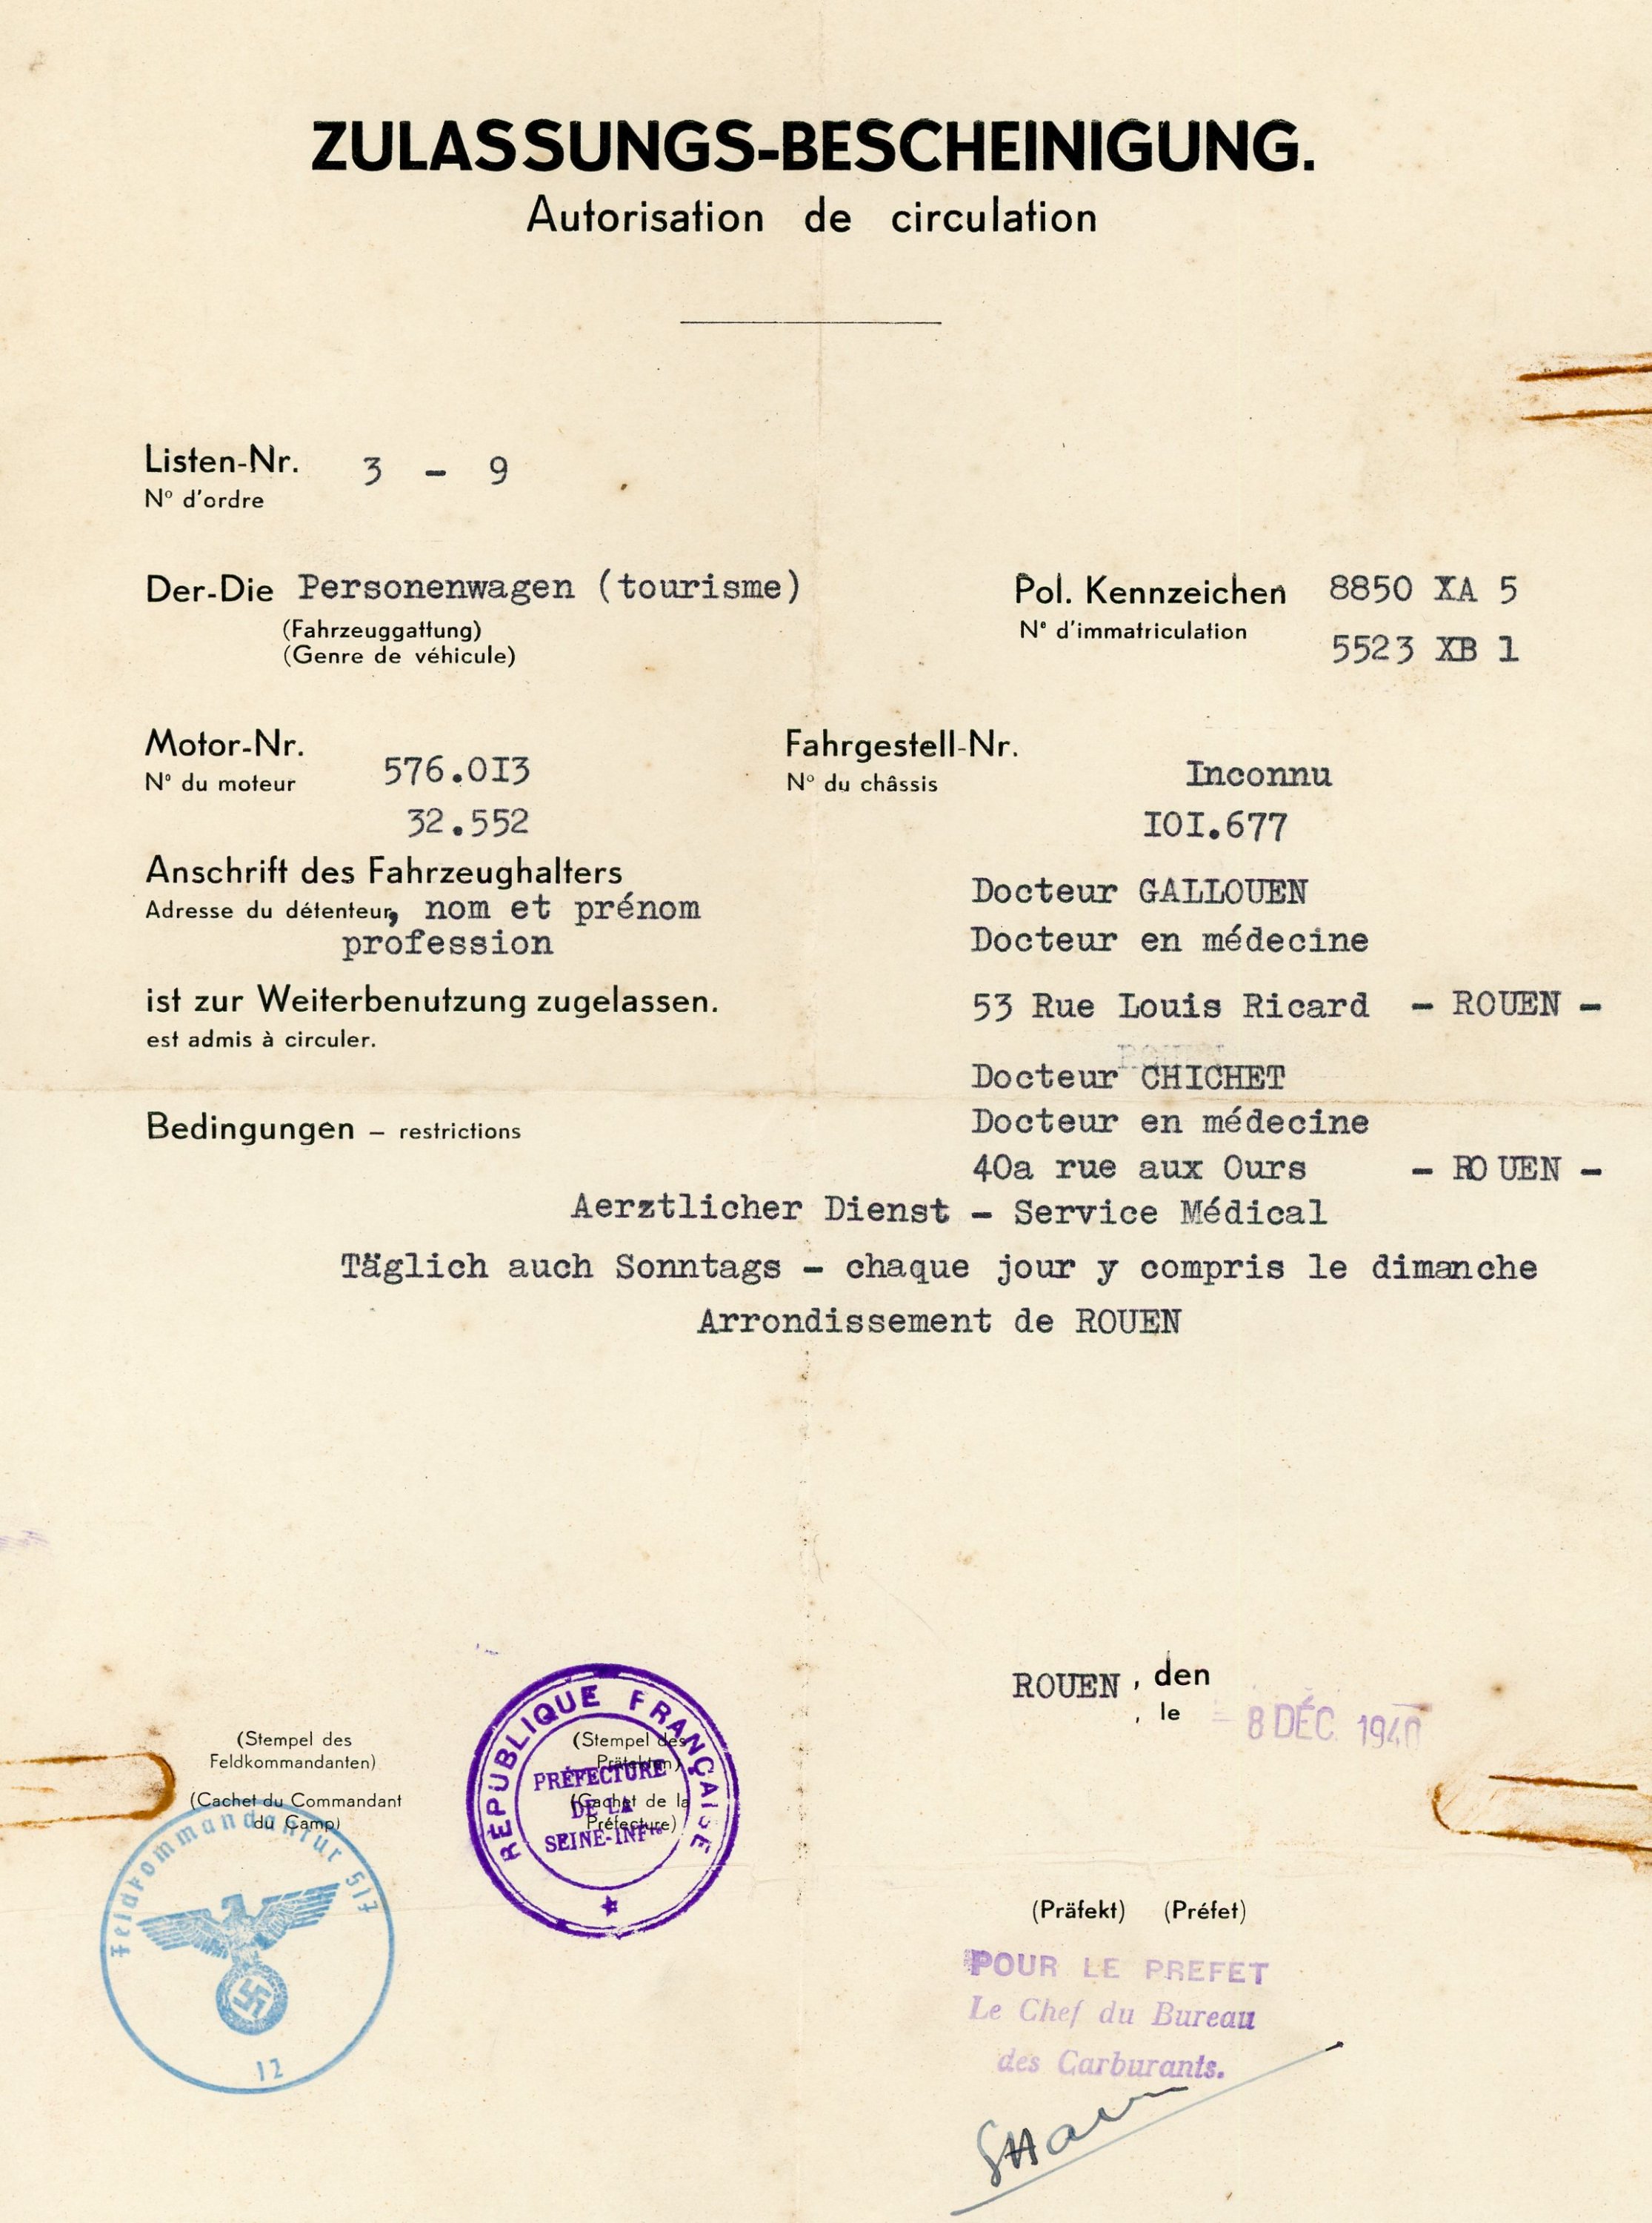 ZULASSUNGS-BESCHEINIGUNG.
Autorisation de circulation
Listen-Nr. 3 - 9
N° d'ordre
Der-Die Personenwagen (tourisme)
(Fahrzeuggattung)
(Genre de véhicule)
Pol. Kennzeichen 8850 XA 5
N° d'immatriculation
5523 XB 1
Motor-Nr.
N° du moteur
576.0I3
32.552
Fahrgestell-Nr.
N° du châssis
Inconnu
IOI.677
Anschrift des Fahrzeughalters
Adresse du détenteur, nom et prénom
profession
ist zur Weiterbenutzung zugelassen.
est admis à circuler.
Docteur GALLOUEN
Docteur en médecine
53 Rue Louis Ricard - ROUEN -
Docteur CHICHET
Docteur en médecine
40a rue aux Ours - ROUEN -
Bedingungen – restrictions
Aerztlicher Dienst - Service Médical
Täglich auch Sonntags - chaque jour y compris le dimanche
Arrondissement de ROUEN
ROUEN, den
, le
- 8 DÉC. 1940
(Stempel des
Feldkommandanten)
(Cachet du Commandant
du Camp)
Feldkommandantur 517
12
(Stempel des
Präfekten)
(Cachet de la
Préfecture)
RÉPUBLIQUE FRANÇAISE
PRÉFECTURE
DE LA
SEINE-INFre
(Präfekt) (Préfet)
POUR LE PREFET
Le Chef du Bureau
des Carburants.